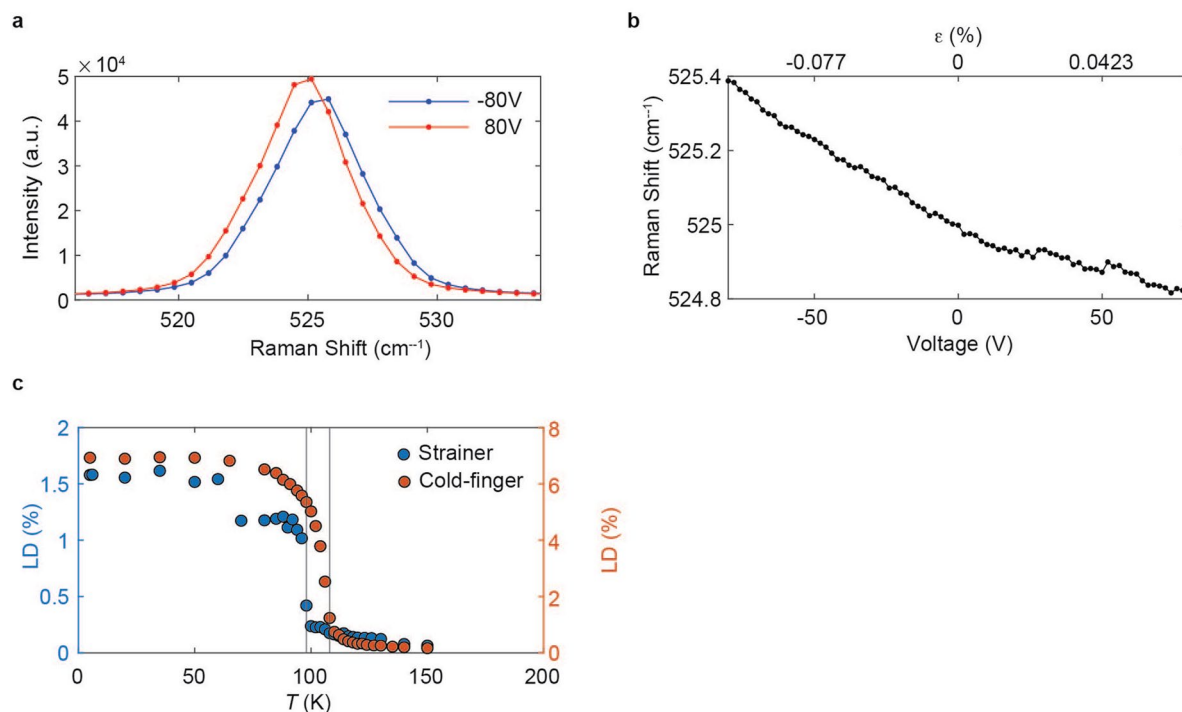 a
× 10⁴
5
4
3
2
1
0
Intensity (a.u.)
-80V
80V
520
525
530
Raman Shift (cm⁻¹)
b
ε (%)
-0.077
0
0.0423
525.4
525.2
525
524.8
Raman Shift (cm⁻¹)
-50
0
50
Voltage (V)
c
2
1.5
1
0.5
0
LD (%)
Strainer
Cold-finger
8
6
4
2
0
LD (%)
0
50
100
150
200
T (K)